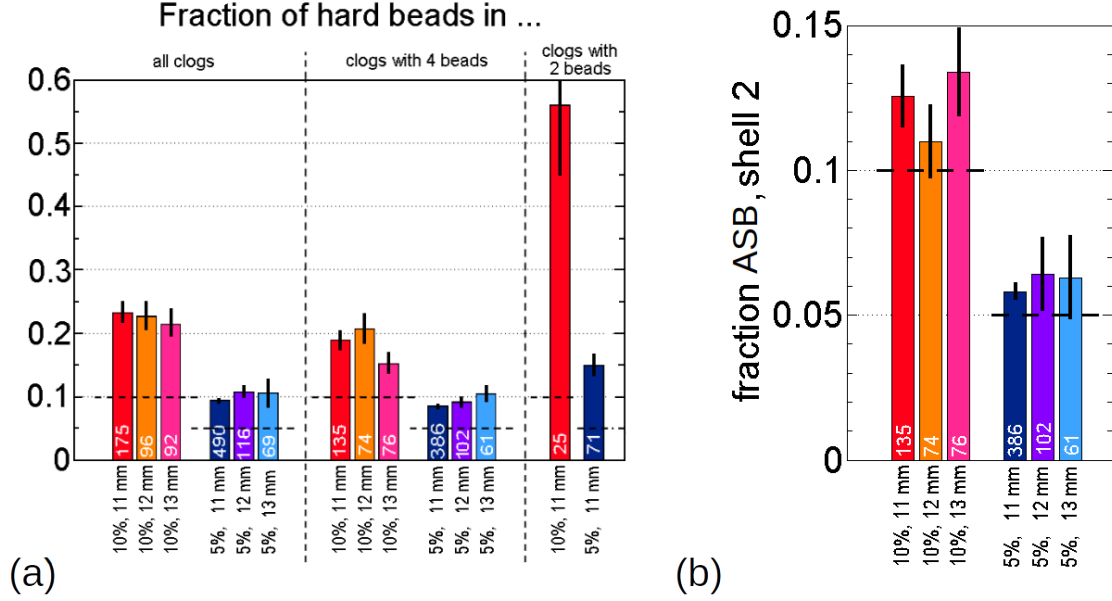 Fraction of hard beads in ...
all clogs
clogs with 4 beads
clogs with
2 beads
0.6
0.5
0.4
0.3
0.2
0.1
0
175
96
92
490
116
69
135
74
76
386
102
61
25
71
10%, 11 mm
10%, 12 mm
10%, 13 mm
5%, 11 mm
5%, 12 mm
5%, 13 mm
10%, 11 mm
10%, 12 mm
10%, 13 mm
5%, 11 mm
5%, 12 mm
5%, 13 mm
10%, 11 mm
5%, 11 mm
(a)
fraction ASB, shell 2
0.15
0.1
0.05
0
135
74
76
386
102
61
10%, 11 mm
10%, 12 mm
10%, 13 mm
5%, 11 mm
5%, 12 mm
5%, 13 mm
(b)